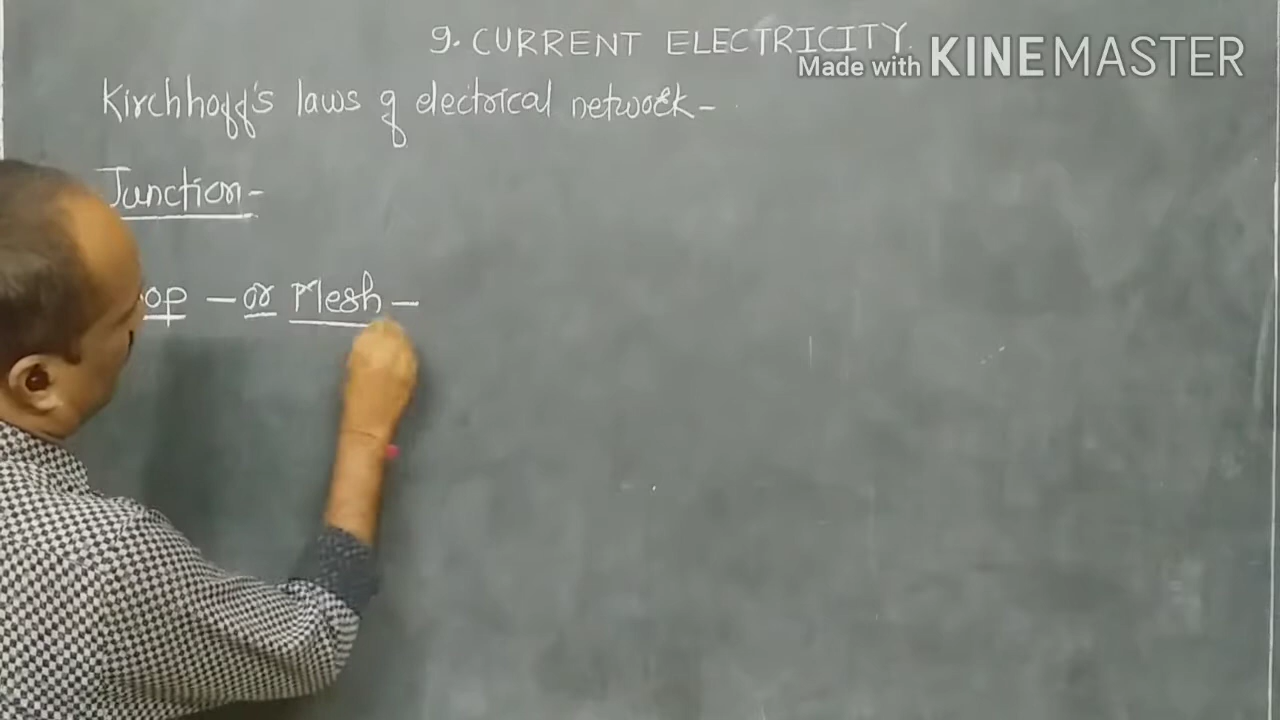 9. CURRENT ELECTRICITY.
Made with KINEMASTER
Kirchhoff's laws of electrical network -
Junction -
op - or Mesh -